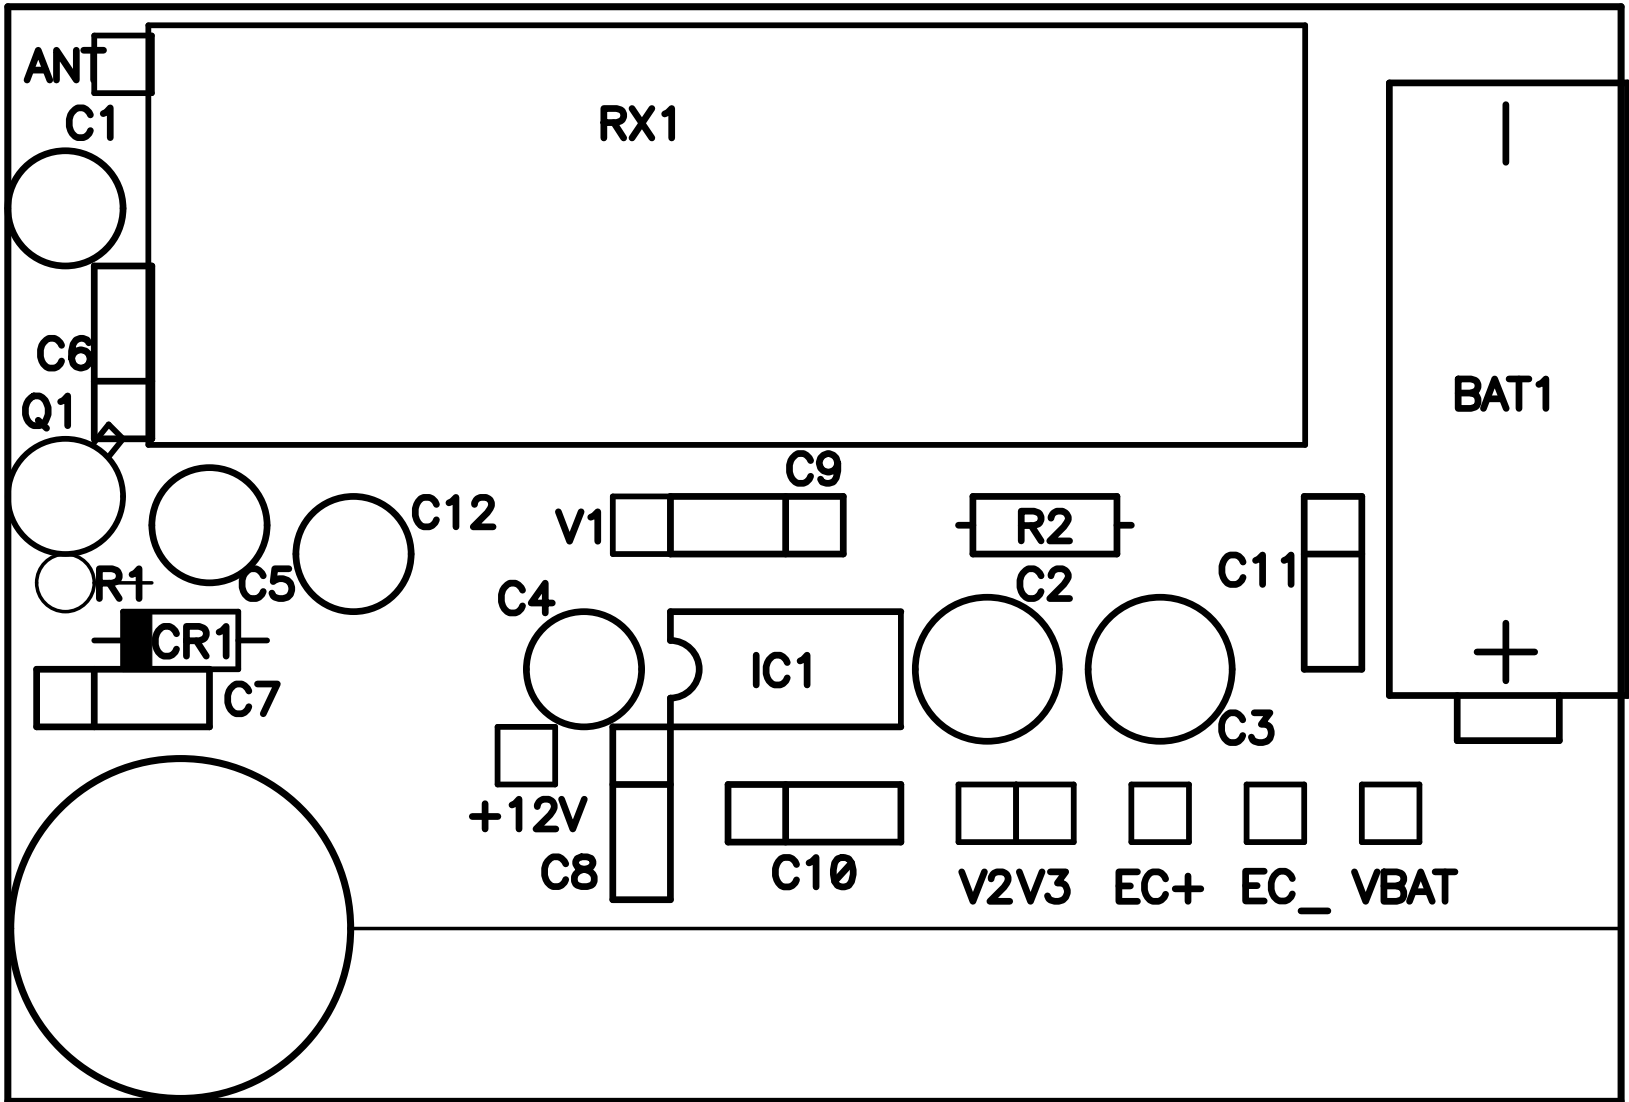 ANT
C1
RX1
C6
Q1
BAT1
C9
C12
V1
R2
C11
R1
C5
C4
C2
CR1
IC1
C7
C3
+12V
C8
C10
V2V3
EC+
EC_
VBAT